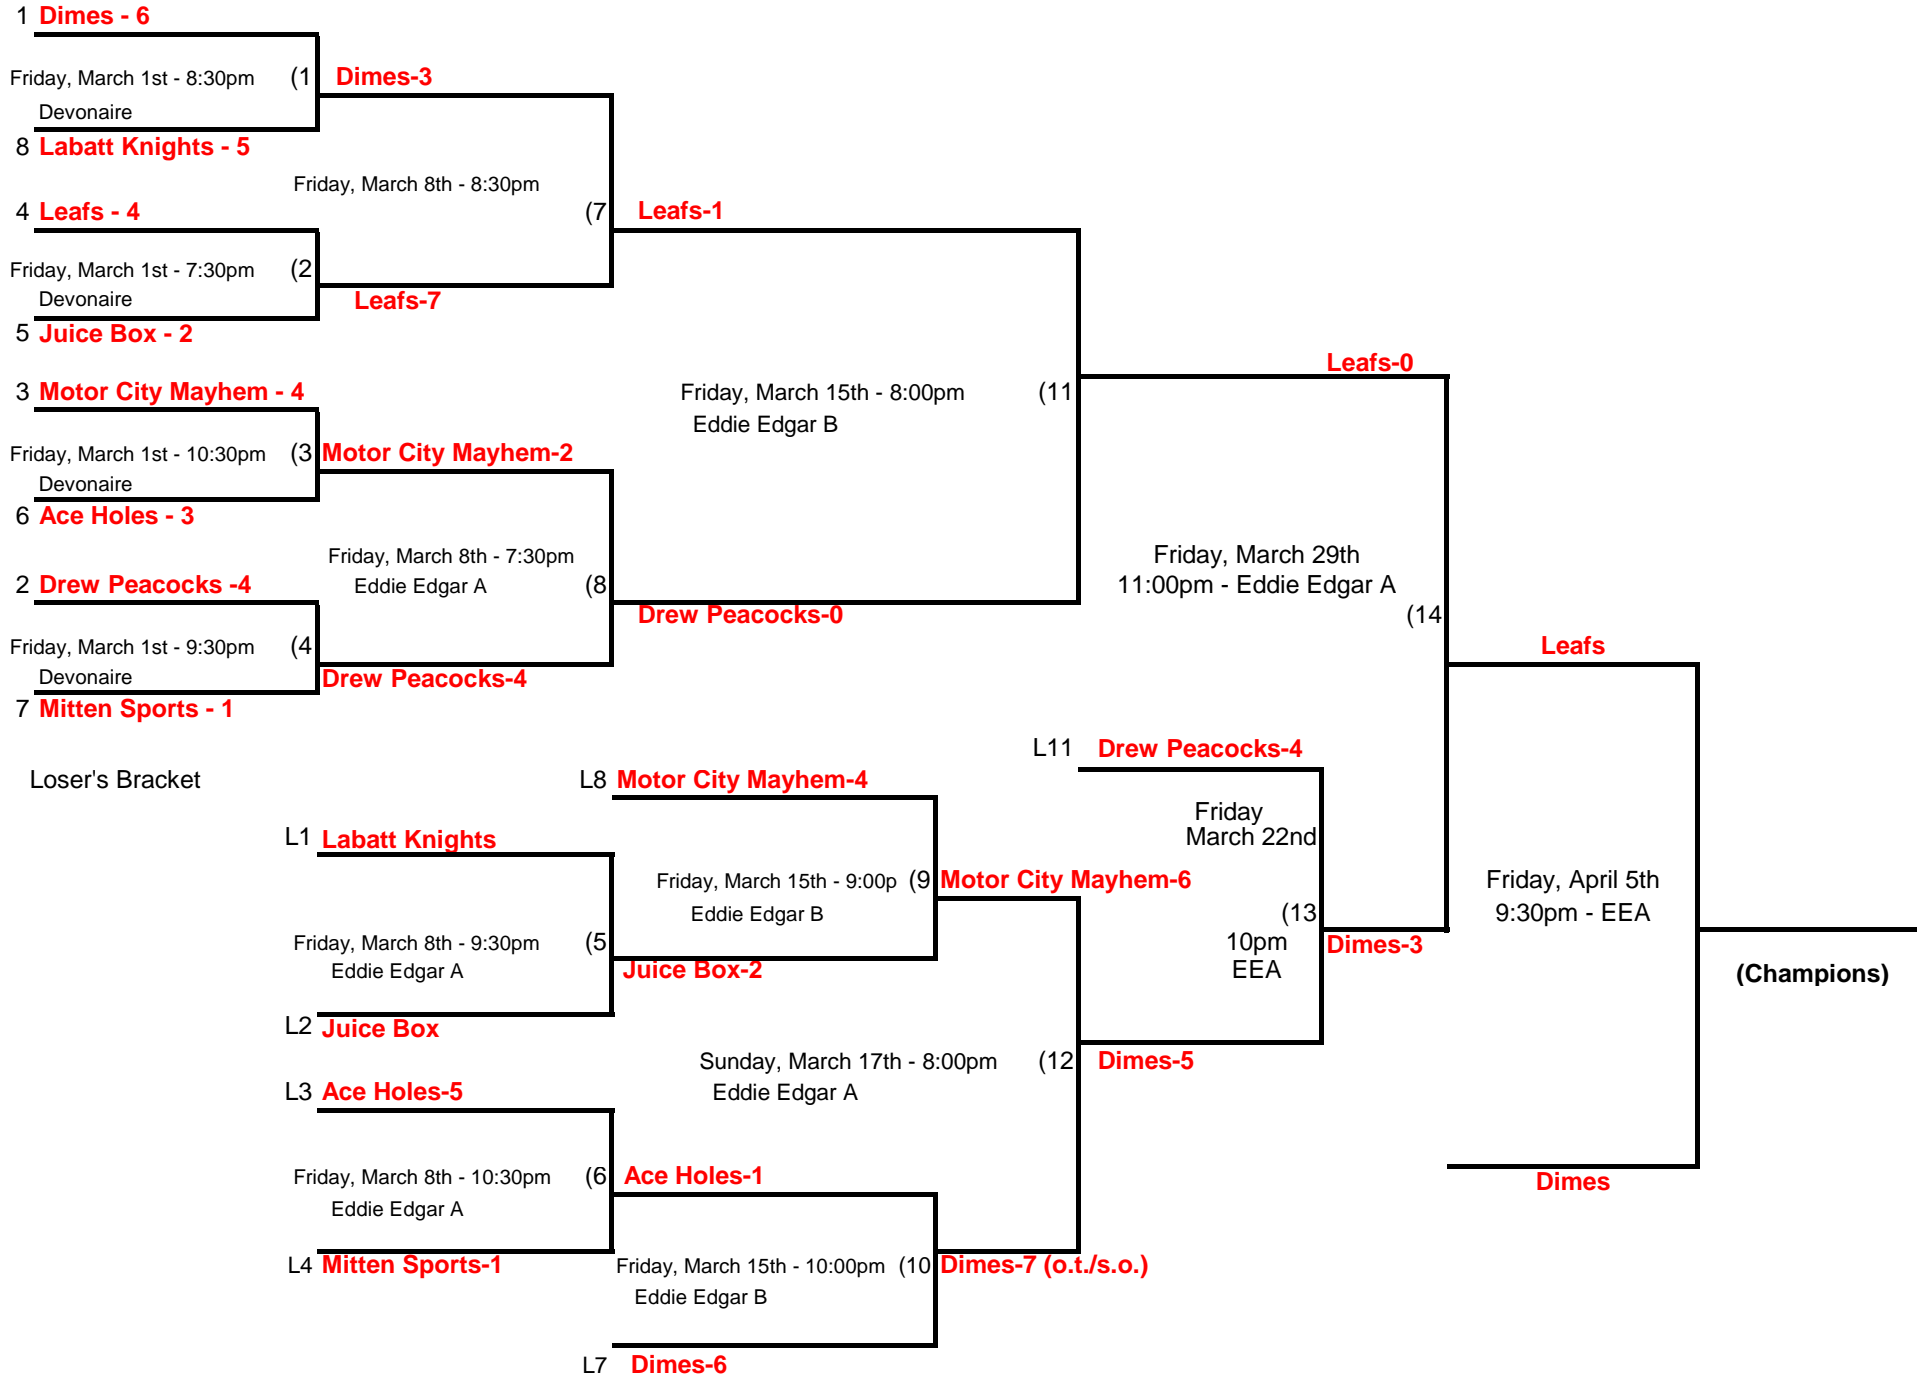 1 Dimes - 6
Friday, March 1st - 8:30pm (1
Devonaire
8 Labatt Knights - 5
Dimes-3
Friday, March 8th - 8:30pm
(7
4 Leafs - 4
Friday, March 1st - 7:30pm (2
Devonaire
5 Juice Box - 2
Leafs-7
Leafs-1
3 Motor City Mayhem - 4
Friday, March 1st - 10:30pm (3
Devonaire
6 Ace Holes - 3
Motor City Mayhem-2
Friday, March 8th - 7:30pm
Eddie Edgar A (8
2 Drew Peacocks -4
Friday, March 1st - 9:30pm (4
Devonaire
7 Mitten Sports - 1
Drew Peacocks-4
Friday, March 15th - 8:00pm (11
Eddie Edgar B
Drew Peacocks-0
Leafs-0
Friday, March 29th
11:00pm - Eddie Edgar A
(14
Leafs
Loser's Bracket
L8 Motor City Mayhem-4
L1 Labatt Knights
Friday, March 8th - 9:30pm (5
Eddie Edgar A
L2 Juice Box
Friday, March 15th - 9:00p (9
Eddie Edgar B
Juice Box-2
Motor City Mayhem-6
L11 Drew Peacocks-4
Friday
March 22nd
(13
10pm
EEA
Dimes-3
Friday, April 5th
9:30pm - EEA
(Champions)
Sunday, March 17th - 8:00pm (12
Eddie Edgar A
Dimes-5
L3 Ace Holes-5
Friday, March 8th - 10:30pm (6
Eddie Edgar A
L4 Mitten Sports-1
Ace Holes-1
Friday, March 15th - 10:00pm (10
Eddie Edgar B
L7 Dimes-6
Dimes-7 (o.t./s.o.)
Dimes